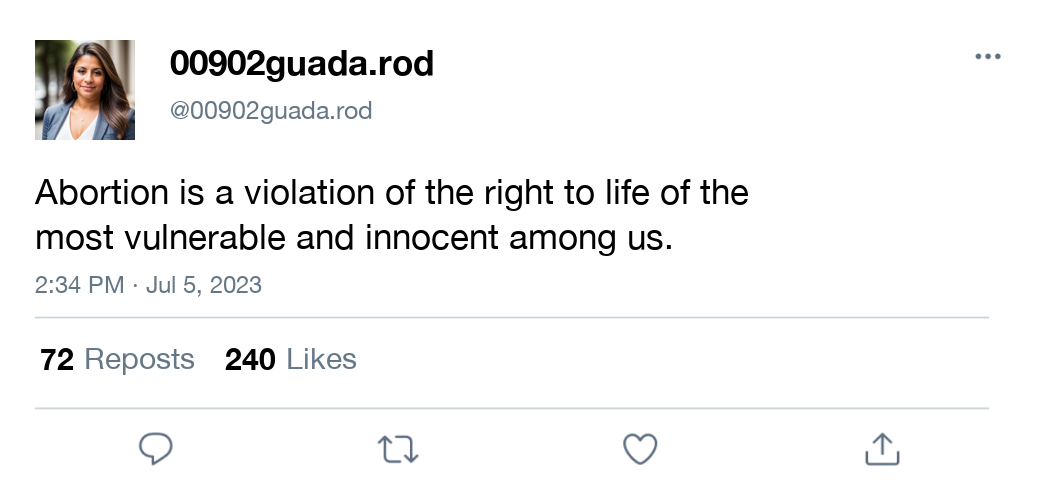 00902guada.rod
@00902guada.rod
Abortion is a violation of the right to life of the
most vulnerable and innocent among us.
2:34 PM · Jul 5, 2023
72 Reposts 240 Likes